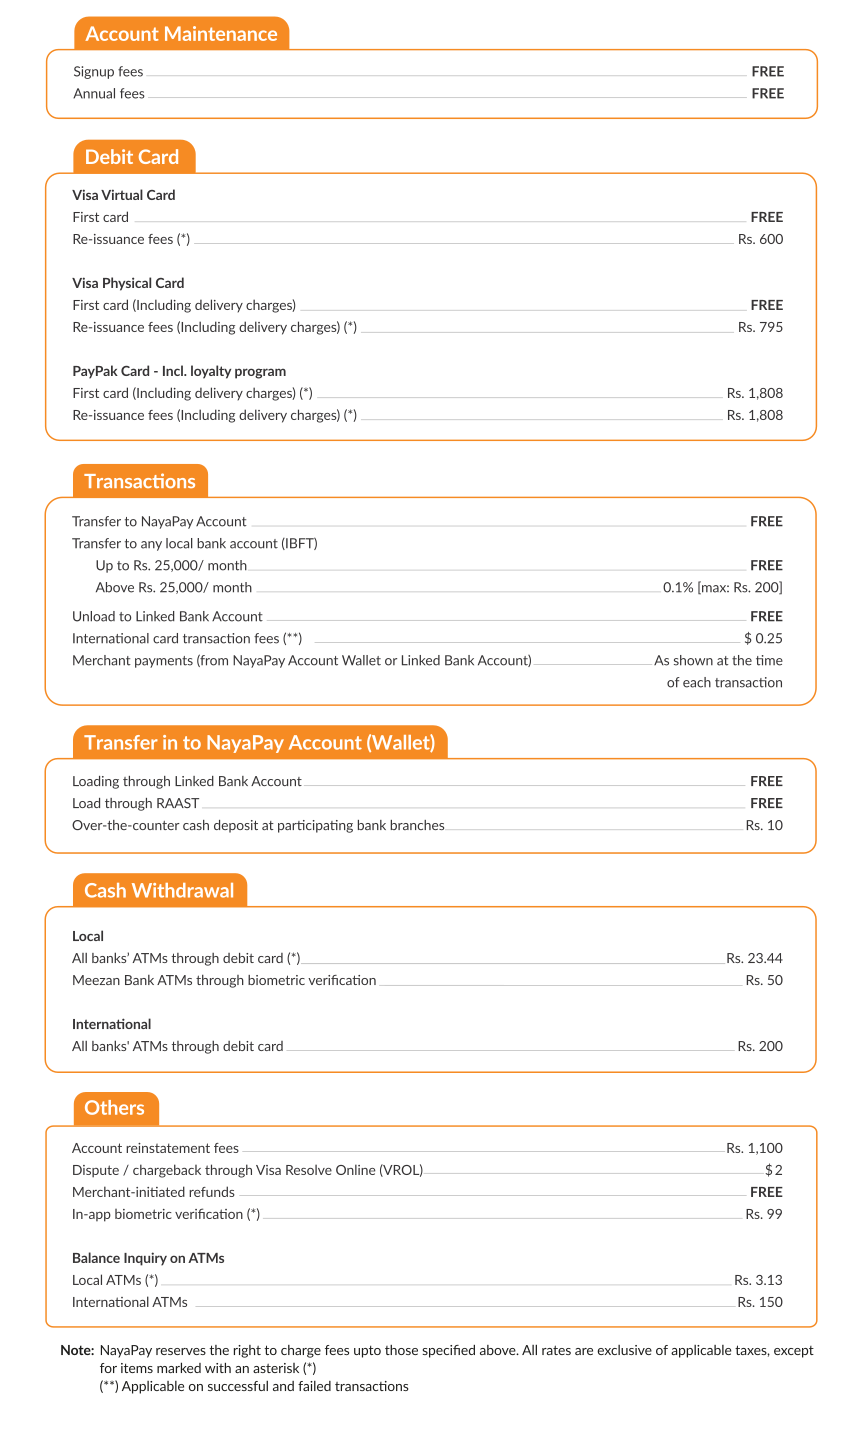 Account Maintenance
Signup fees FREE
Annual fees FREE
Debit Card
Visa Virtual Card
First card FREE
Re-issuance fees (*) Rs. 600
Visa Physical Card
First card (Including delivery charges) FREE
Re-issuance fees (Including delivery charges) (*) Rs. 795
PayPak Card - Incl. loyalty program
First card (Including delivery charges) (*) Rs. 1,808
Re-issuance fees (Including delivery charges) (*) Rs. 1,808
Transactions
Transfer to NayaPay Account FREE
Transfer to any local bank account (IBFT)
Up to Rs. 25,000/ month FREE
Above Rs. 25,000/ month 0.1% [max: Rs. 200]
Unload to Linked Bank Account FREE
International card transaction fees (**) $ 0.25
Merchant payments (from NayaPay Account Wallet or Linked Bank Account) As shown at the time
of each transaction
Transfer in to NayaPay Account (Wallet)
Loading through Linked Bank Account FREE
Load through RAAST FREE
Over-the-counter cash deposit at participating bank branches Rs. 10
Cash Withdrawal
Local
All banks’ ATMs through debit card (*) Rs. 23.44
Meezan Bank ATMs through biometric verification Rs. 50
International
All banks' ATMs through debit card Rs. 200
Others
Account reinstatement fees Rs. 1,100
Dispute / chargeback through Visa Resolve Online (VROL) $ 2
Merchant-initiated refunds FREE
In-app biometric verification (*) Rs. 99
Balance Inquiry on ATMs
Local ATMs (*) Rs. 3.13
International ATMs Rs. 150
Note: NayaPay reserves the right to charge fees upto those specified above. All rates are exclusive of applicable taxes, except
for items marked with an asterisk (*)
(**) Applicable on successful and failed transactions